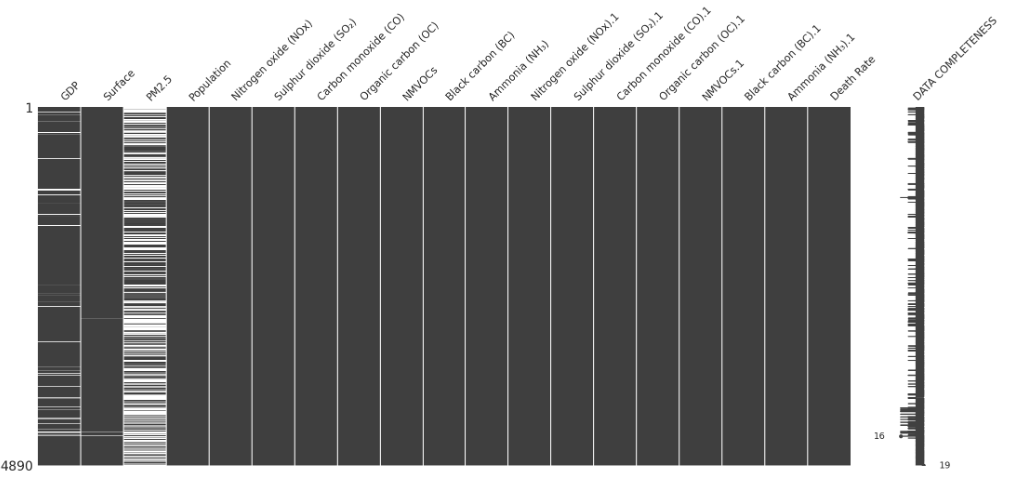 GDP
Surface
PM2.5
Population
Nitrogen oxide (NOx)
Sulphur dioxide (SO₂)
Carbon monoxide (CO)
Organic carbon (OC)
NMVOCs
Black carbon (BC)
Ammonia (NH₃)
Nitrogen oxide (NOx).1
Sulphur dioxide (SO₂).1
Carbon monoxide (CO).1
Organic carbon (OC).1
NMVOCs.1
Black carbon (BC).1
Ammonia (NH₃).1
Death Rate
DATA COMPLETENESS
1
16
4890
19